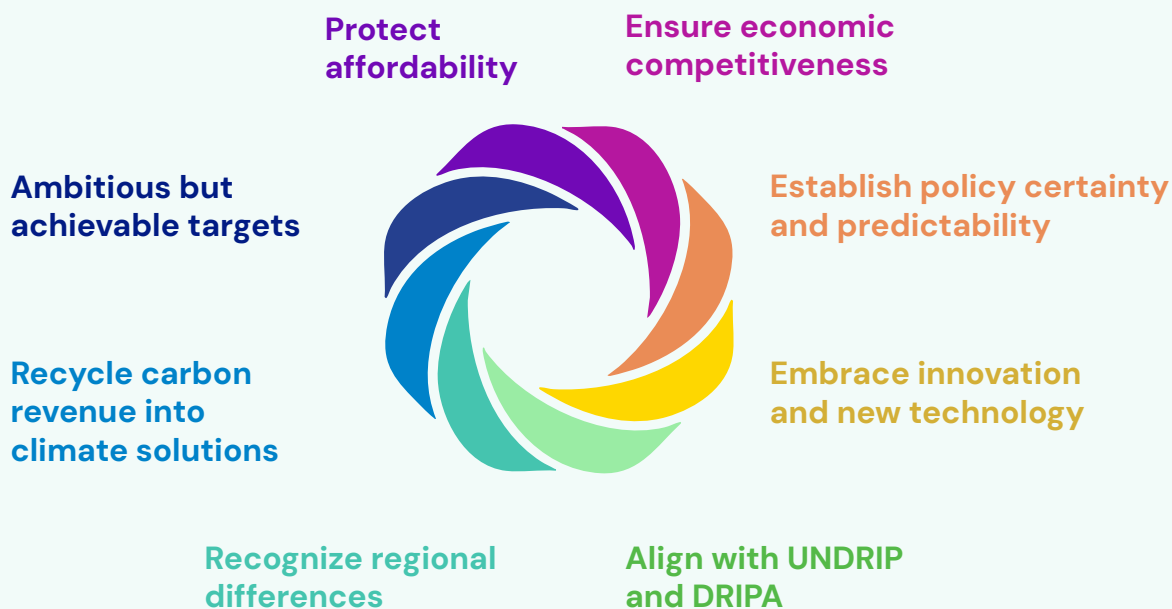 Protect
affordability
Ensure economic
competitiveness
Ambitious but
achievable targets
Establish policy certainty
and predictability
Recycle carbon
revenue into
climate solutions
Embrace innovation
and new technology
Recognize regional
differences
Align with UNDRIP
and DRIPA